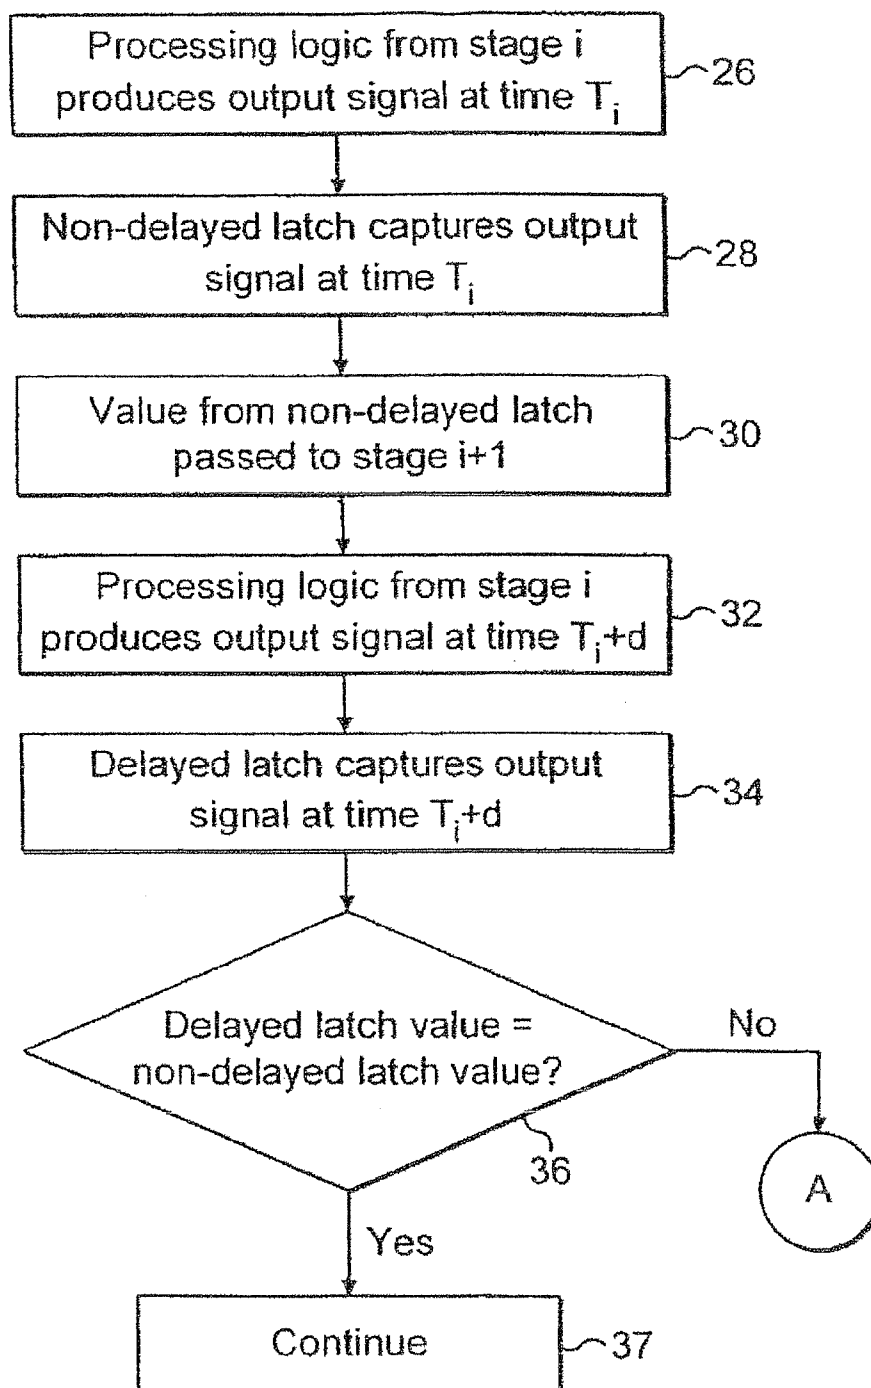 Processing logic from stage i
produces output signal at time Ti
26
Non-delayed latch captures output
signal at time Ti
28
Value from non-delayed latch
passed to stage i+1
30
Processing logic from stage i
produces output signal at time Ti+d
32
Delayed latch captures output
signal at time Ti+d
34
Delayed latch value =
non-delayed latch value?
36
No
A
Yes
Continue
37